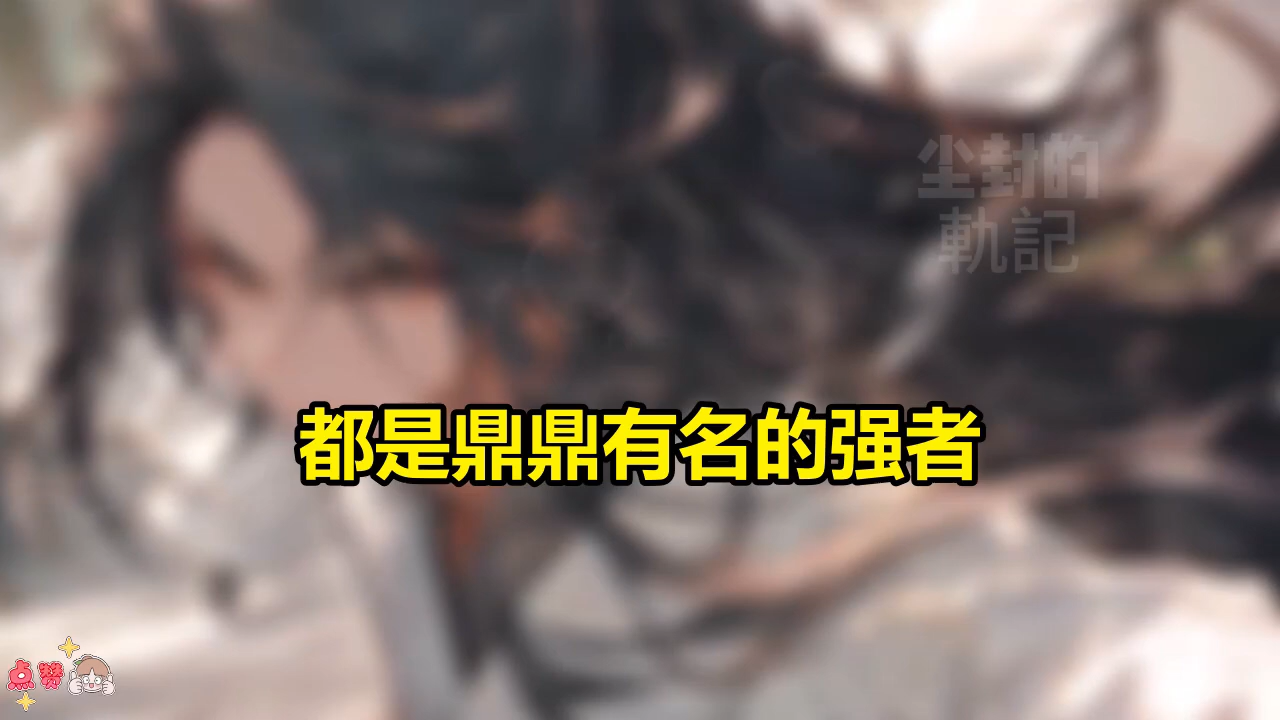 尘封的
軌記
都是鼎鼎有名的强者
点赞